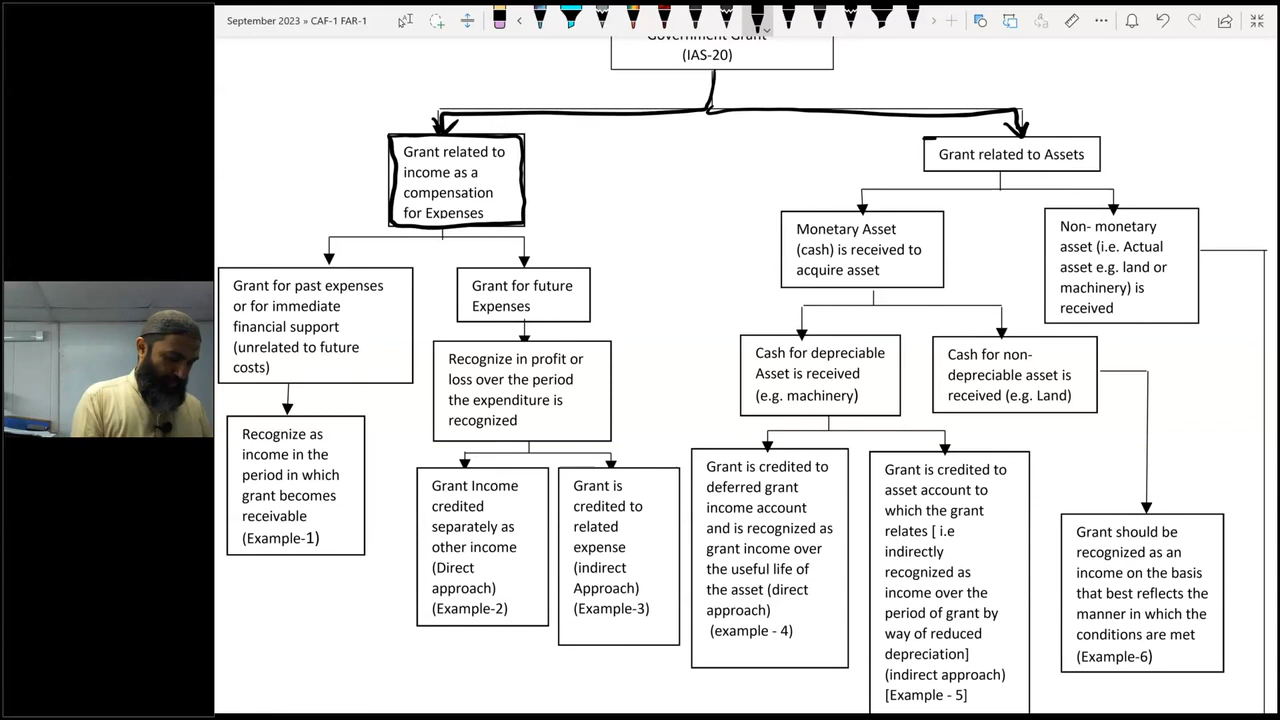 September 2023 » CAF-1 FAR-1
Government Grant
(IAS-20)
Grant related to
income as a
compensation
for Expenses
Grant related to Assets
Grant for past expenses
or for immediate
financial support
(unrelated to future
costs)
Grant for future
Expenses
Monetary Asset
(cash) is received to
acquire asset
Non- monetary
asset (i.e. Actual
asset e.g. land or
machinery) is
received
Recognize as
income in the
period in which
grant becomes
receivable
(Example-1)
Recognize in profit or
loss over the period
the expenditure is
recognized
Grant Income
credited
separately as
other income
(Direct
approach)
(Example-2)
Grant is
credited to
related
expense
(indirect
Approach)
(Example-3)
Cash for depreciable
Asset is received
(e.g. machinery)
Cash for non-
depreciable asset is
received (e.g. Land)
Grant is credited to
deferred grant
income account
and is recognized as
grant income over
the useful life of
the asset (direct
approach)
(example - 4)
Grant is credited to
asset account to
which the grant
relates [ i.e
indirectly
recognized as
income over the
period of grant by
way of reduced
depreciation]
(indirect approach)
[Example - 5]
Grant should be
recognized as an
income on the basis
that best reflects the
manner in which the
conditions are met
(Example-6)